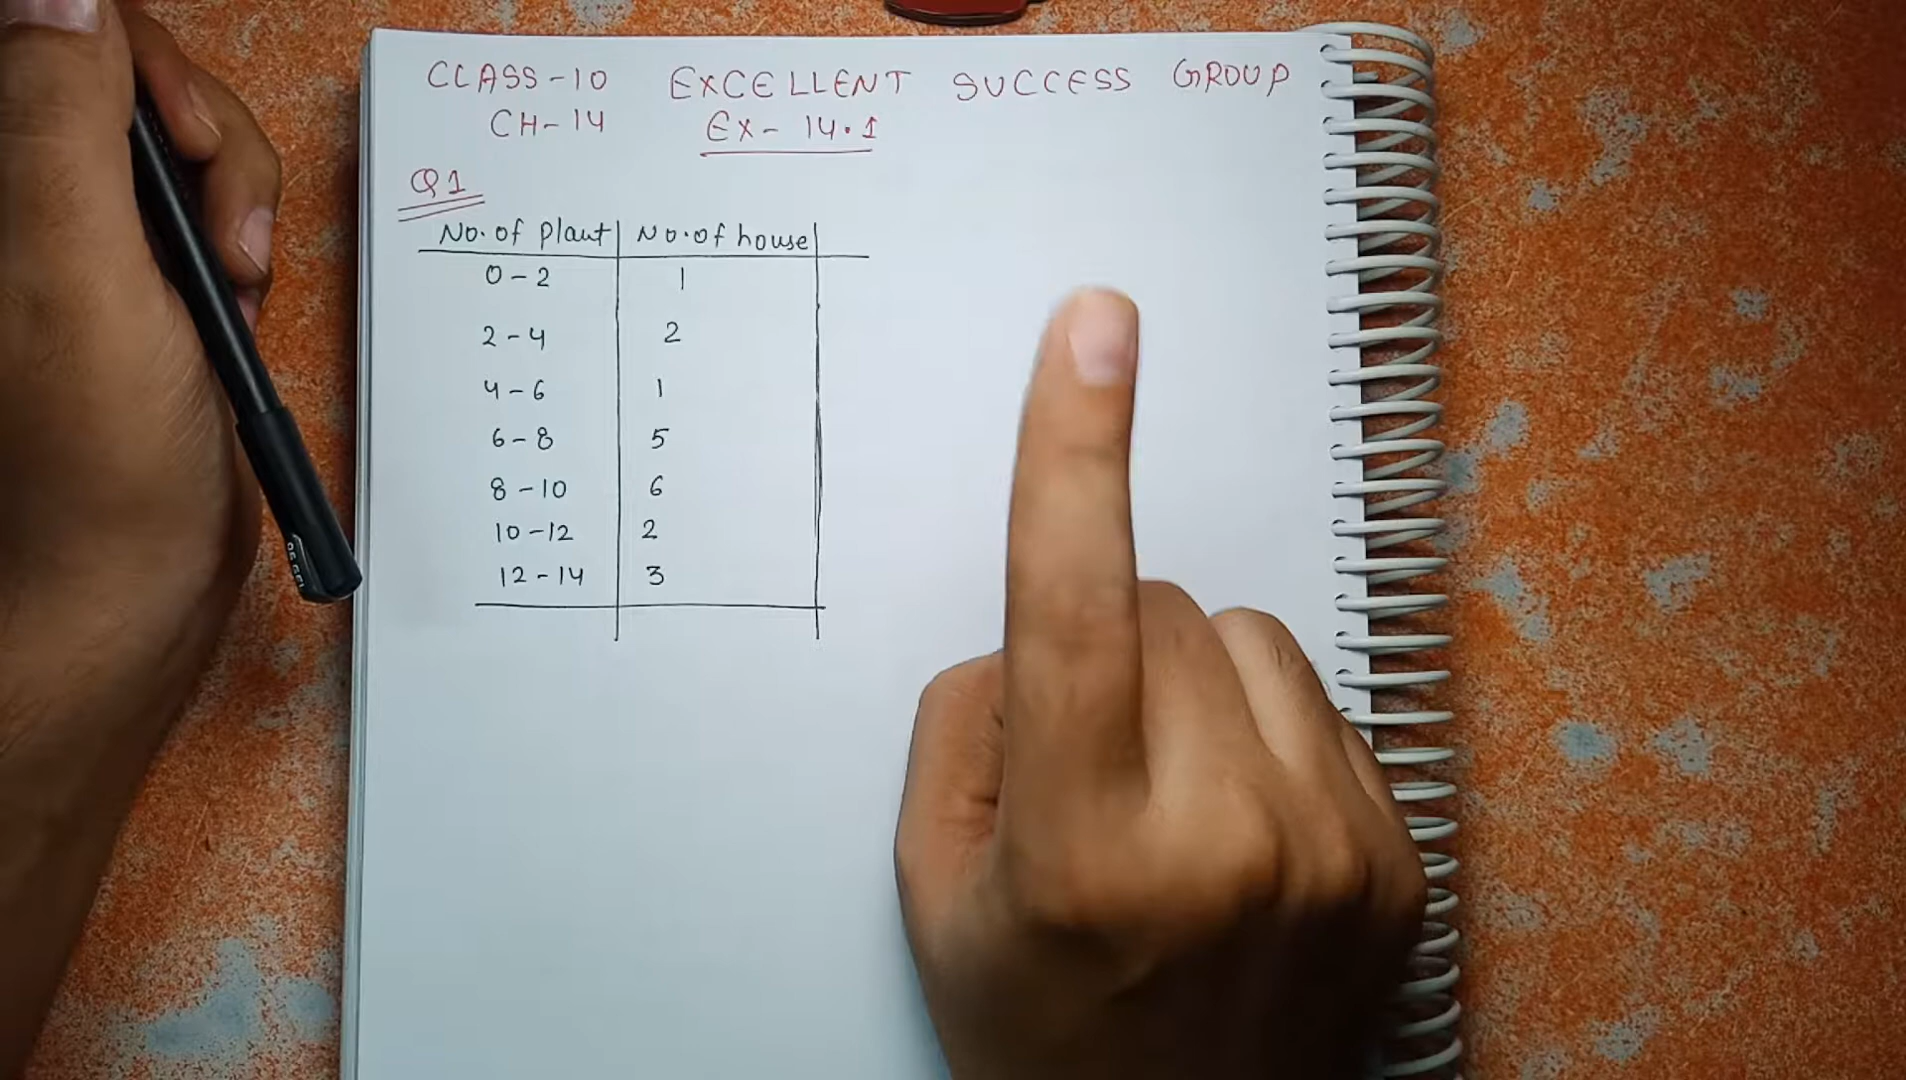 CLASS-10 EXCELLENT SUCCESS GROUP
CH-14 EX-14.1
Q1
No. of Plant No. of house
0-2 1
2-4 2
4-6 1
6-8 5
8-10 6
10-12 2
12-14 3